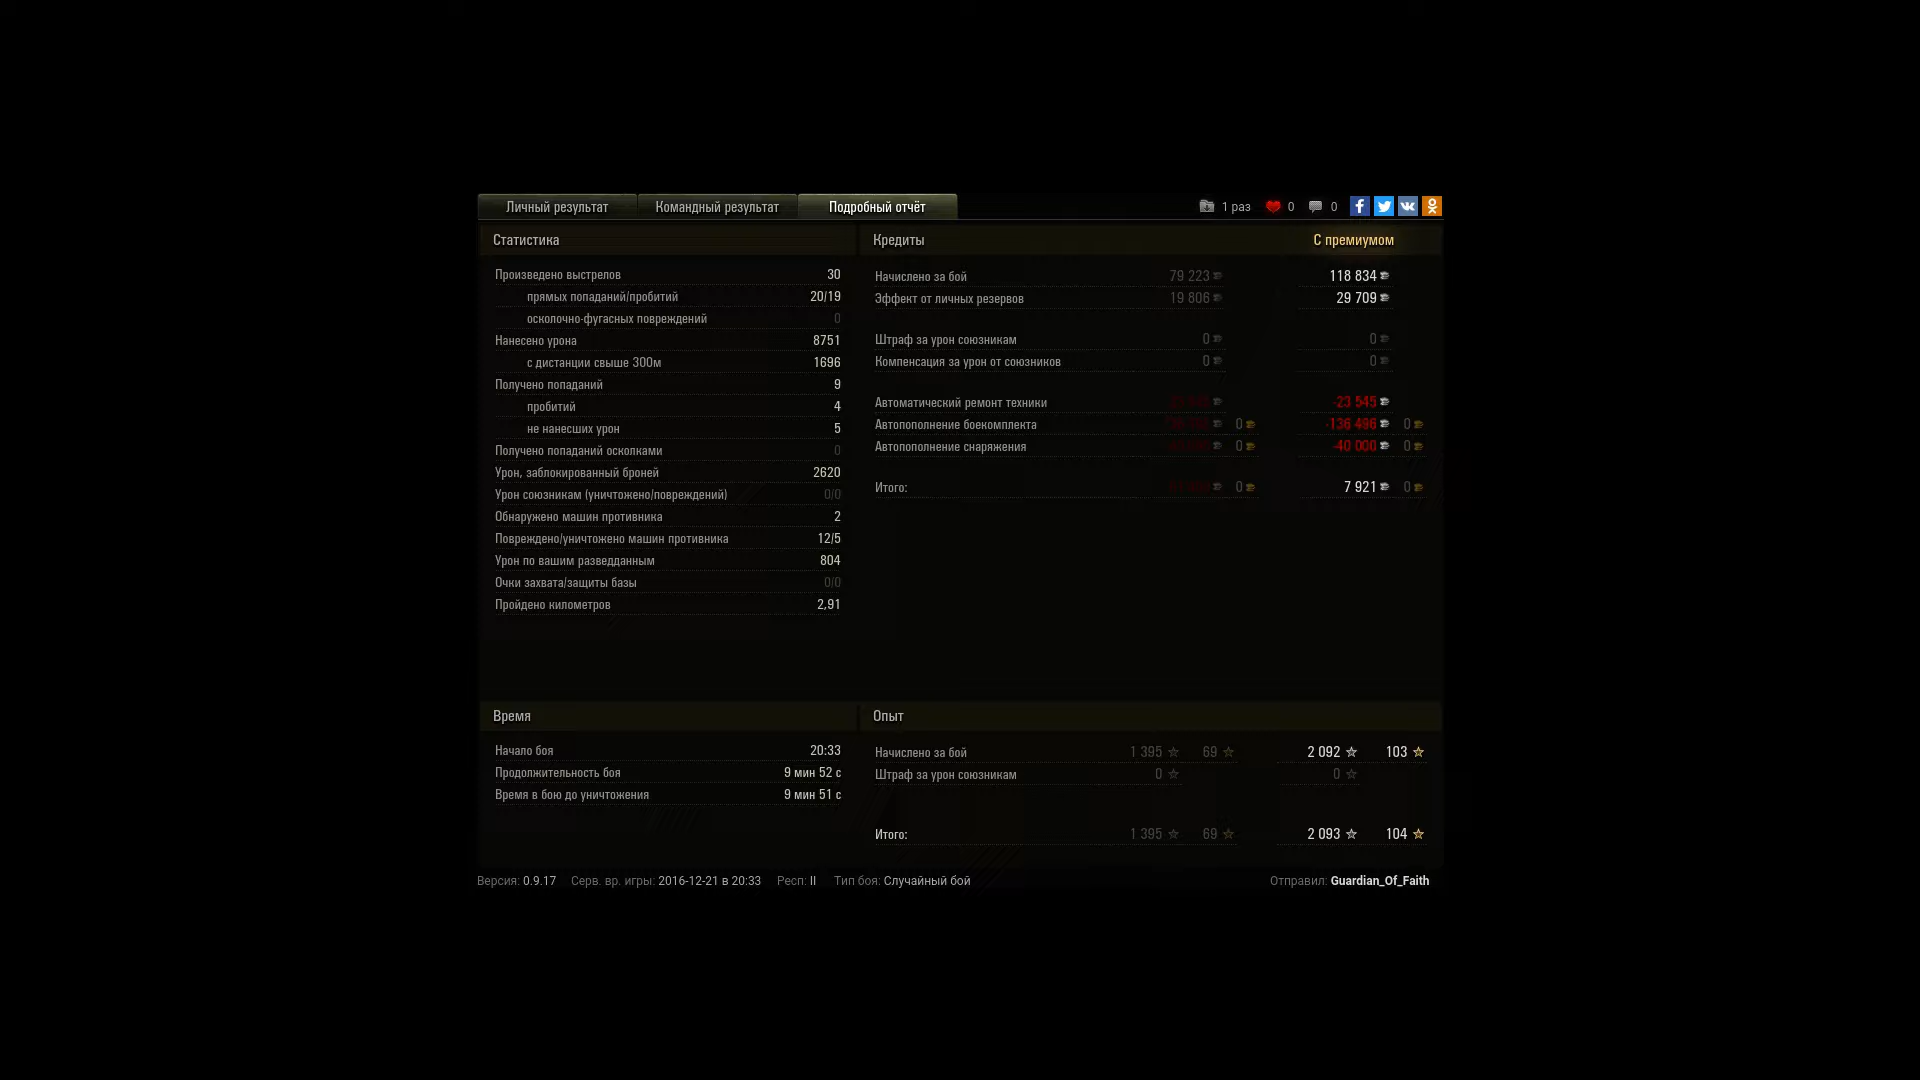 Личный результат Командный результат Подробный отчёт 1 раз 0 0
Статистика
Произведено выстрелов 30
прямых попаданий/пробитий 20/19
осколочно-фугасных повреждений 0
Нанесено урона 8751
с дистанции свыше 300м 1696
Получено попаданий 9
пробитий 4
не нанесших урон 5
Получено попаданий осколками 0
Урон, заблокированный броней 2620
Урон союзникам (уничтожено/повреждений) 0/0
Обнаружено машин противника 2
Повреждено/уничтожено машин противника 12/5
Урон по вашим разведданным 804
Очки захвата/защиты базы 0/0
Пройдено километров 2,91
Кредиты С премиумом
Начислено за бой 79 223 118 834
Эффект от личных резервов 19 806 29 709
Штраф за урон союзникам 0 0
Компенсация за урон от союзников 0 0
Автоматический ремонт техники -23 545
Автопополнение боекомплекта 0 -136 496 0
Автопополнение снаряжения 0 -40 000 0
Итого: 0 7 921 0
Время
Начало боя 20:33
Продолжительность боя 9 мин 52 с
Время в бою до уничтожения 9 мин 51 с
Опыт
Начислено за бой 1 395 69 2 092 103
Штраф за урон союзникам 0 0
Итого: 1 395 69 2 093 104
Версия: 0.9.17 Серв. вр. игры: 2016-12-21 в 20:33 Респ: II Тип боя: Случайный бой Отправил: Guardian_Of_Faith